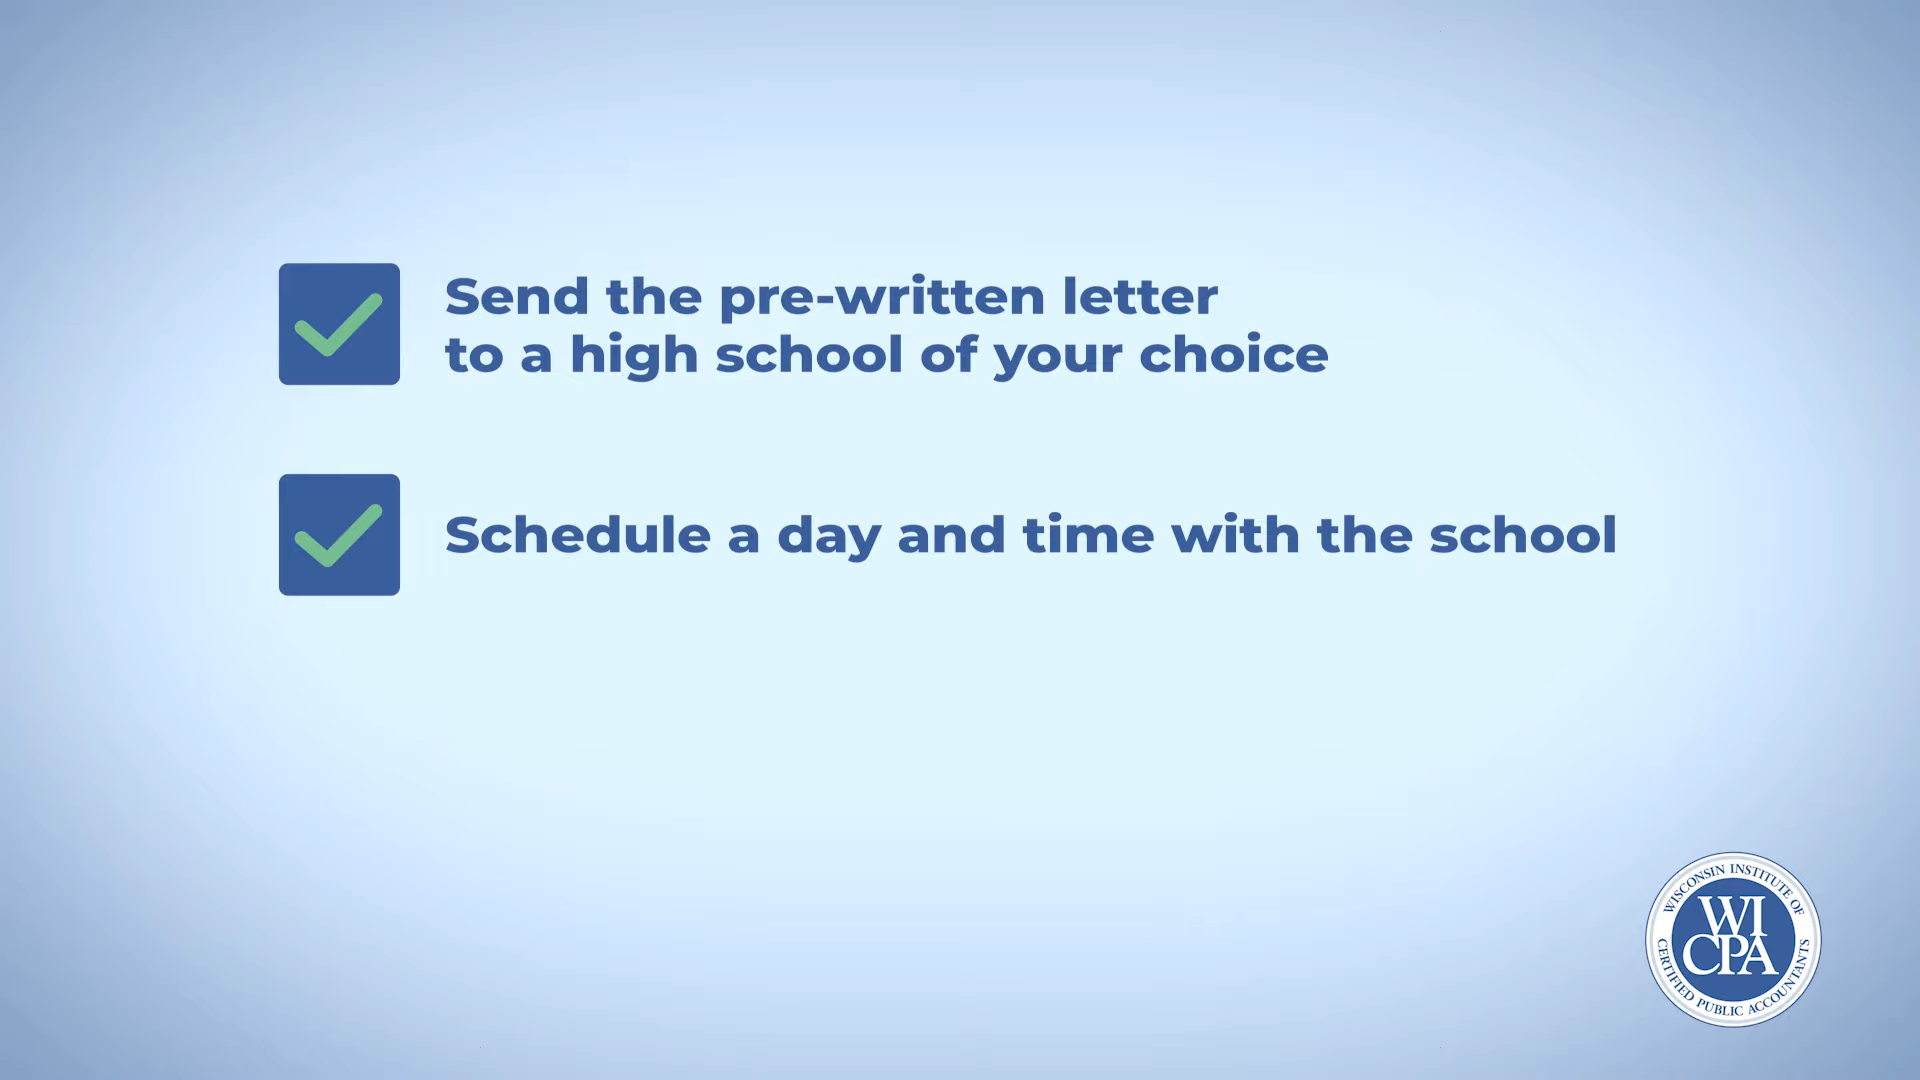 Send the pre-written letter
to a high school of your choice
Schedule a day and time with the school
WISCONSIN INSTITUTE OF
WI
CPA
CERTIFIED PUBLIC ACCOUNTANTS